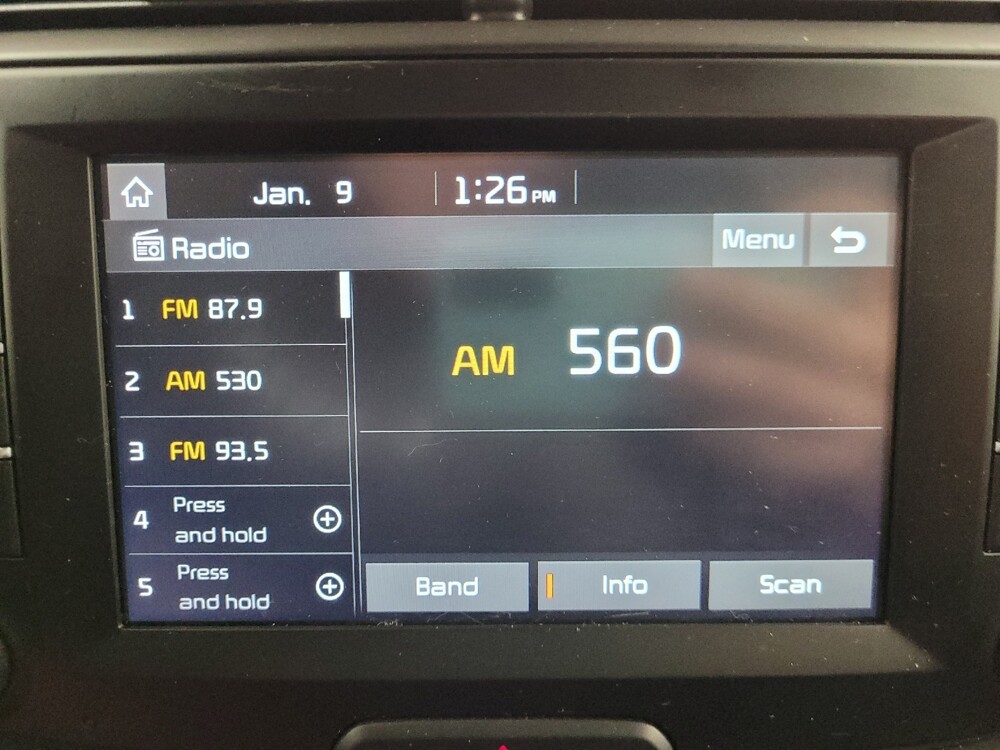 Jan. 9 1:26 PM
Radio Menu
1 FM 87.9
AM 560
2 AM 530
3 FM 93.5
4 Press
and hold
5 Press
and hold
Band Info Scan